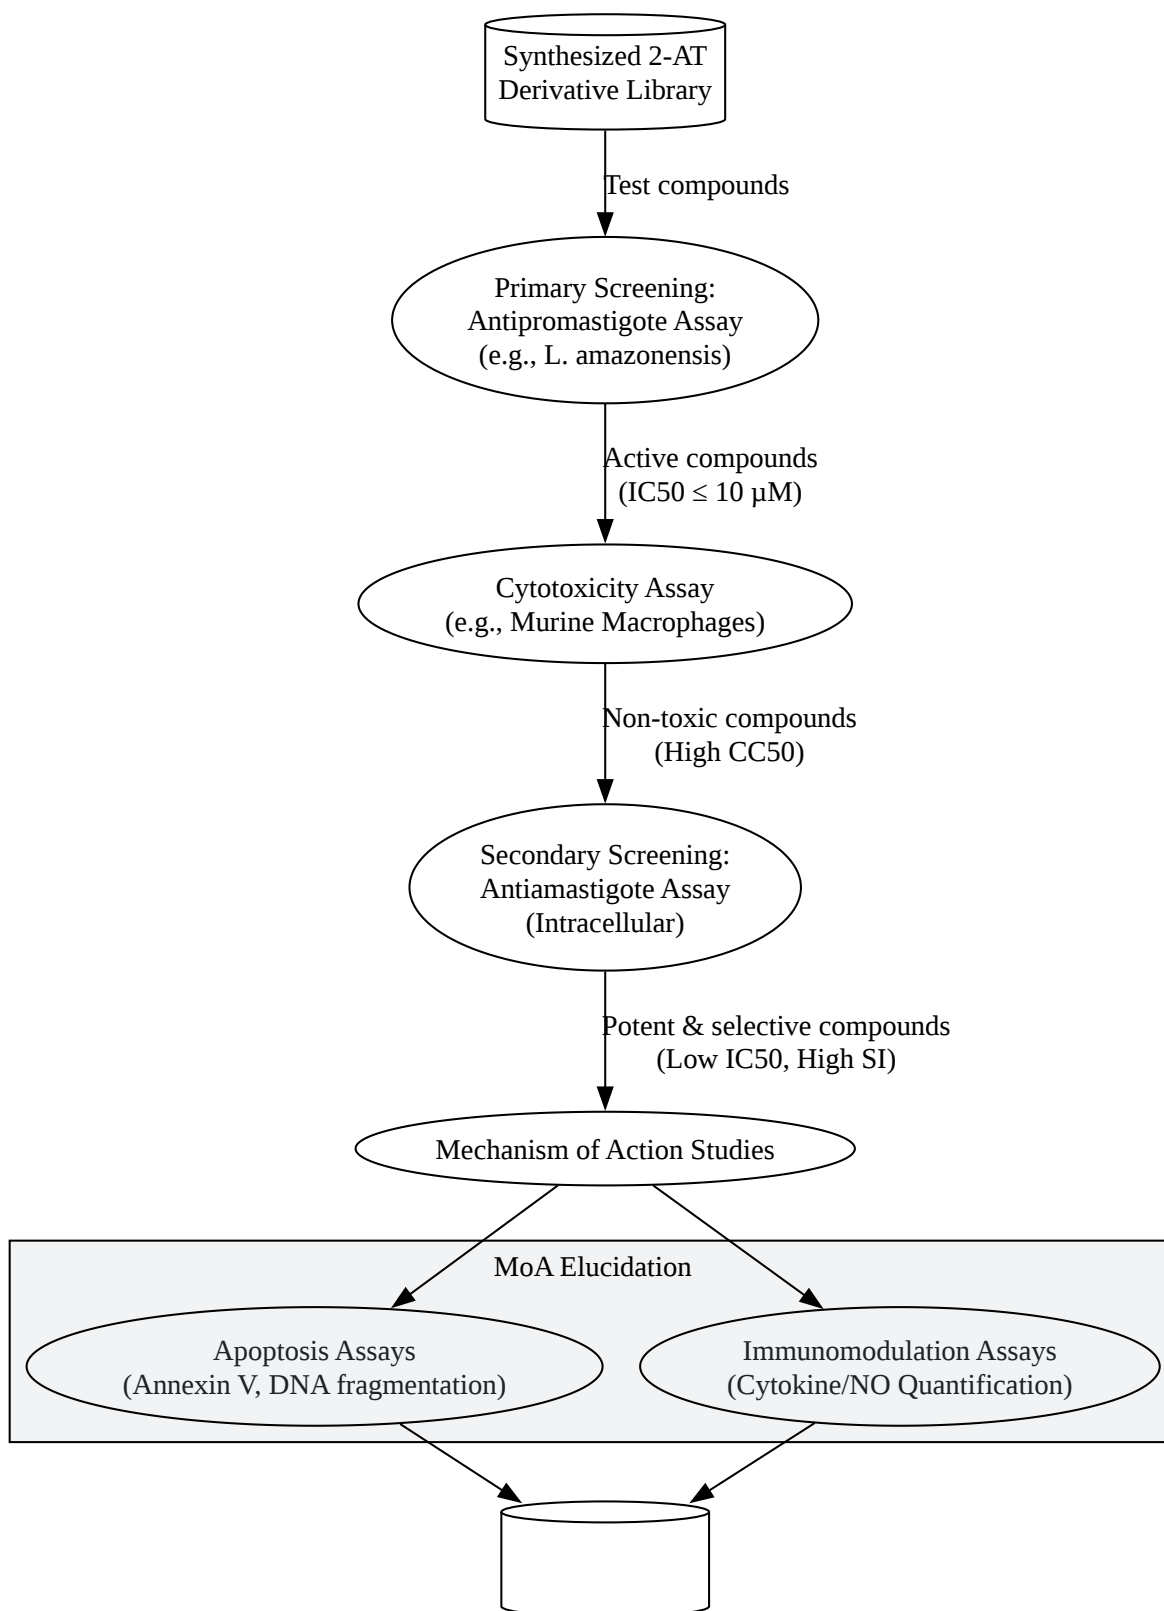 Synthesized 2-AT
Derivative Library
Test compounds
Primary Screening:
Antipromastigote Assay
(e.g., L. amazonensis)
Active compounds
(IC50 ≤ 10 µM)
Cytotoxicity Assay
(e.g., Murine Macrophages)
Non-toxic compounds
(High CC50)
Secondary Screening:
Antiamastigote Assay
(Intracellular)
Potent & selective compounds
(Low IC50, High SI)
Mechanism of Action Studies
MoA Elucidation
Apoptosis Assays
(Annexin V, DNA fragmentation)
Immunomodulation Assays
(Cytokine/NO Quantification)